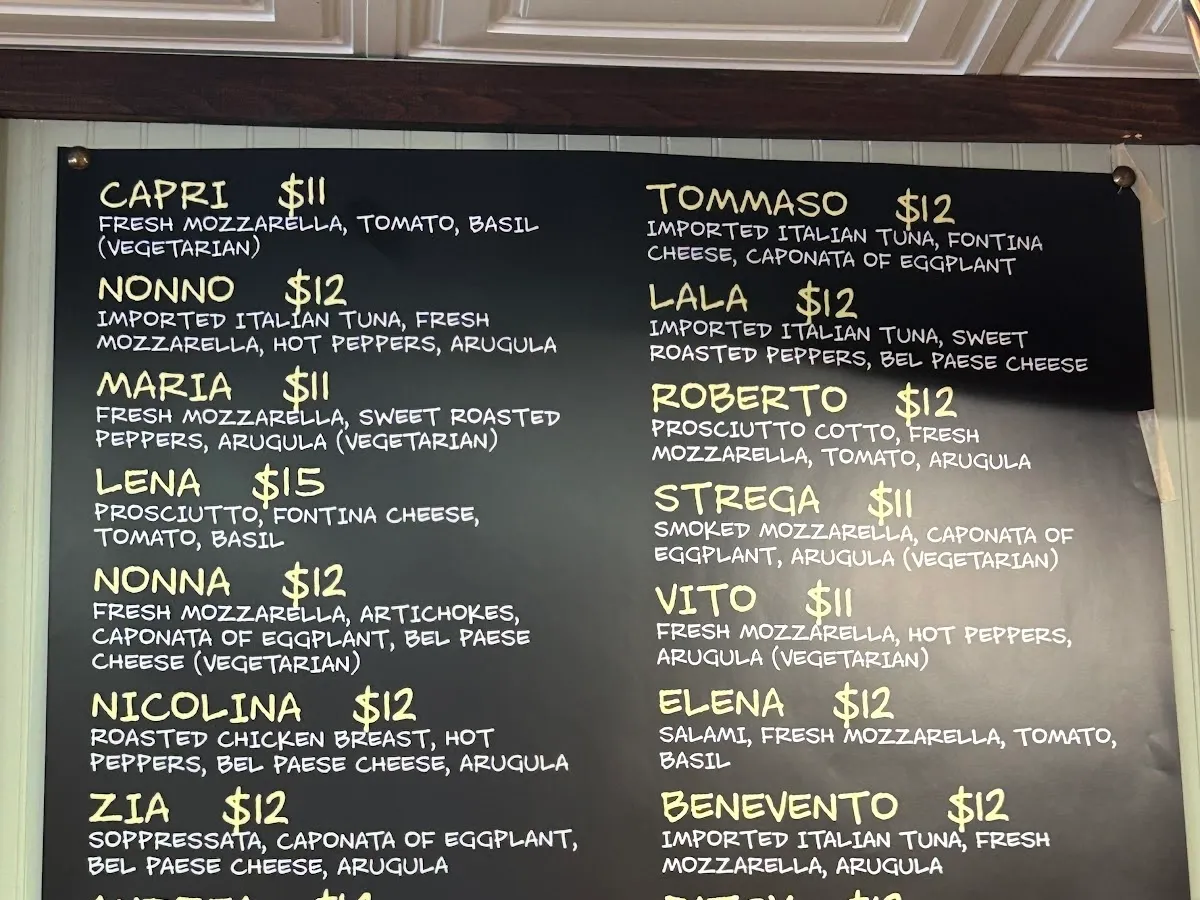 CAPRI $11
FRESH MOZZARELLA, TOMATO, BASIL
(VEGETARIAN)
NONNO $12
IMPORTED ITALIAN TUNA, FRESH
MOZZARELLA, HOT PEPPERS, ARUGULA
MARIA $11
FRESH MOZZARELLA, SWEET ROASTED
PEPPERS, ARUGULA (VEGETARIAN)
LENA $15
PROSCIUTTO, FONTINA CHEESE,
TOMATO, BASIL
NONNA $12
FRESH MOZZARELLA, ARTICHOKES,
CAPONATA OF EGGPLANT, BEL PAESE
CHEESE (VEGETARIAN)
NICOLINA $12
ROASTED CHICKEN BREAST, HOT
PEPPERS, BEL PAESE CHEESE, ARUGULA
ZIA $12
SOPPRESSATA, CAPONATA OF EGGPLANT,
BEL PAESE CHEESE, ARUGULA
TOMMASO $12
IMPORTED ITALIAN TUNA, FONTINA
CHEESE, CAPONATA OF EGGPLANT
LALA $12
IMPORTED ITALIAN TUNA, SWEET
ROASTED PEPPERS, BEL PAESE CHEESE
ROBERTO $12
PROSCIUTTO COTTO, FRESH
MOZZARELLA, TOMATO, ARUGULA
STREGA $11
SMOKED MOZZARELLA, CAPONATA OF
EGGPLANT, ARUGULA (VEGETARIAN)
VITO $11
FRESH MOZZARELLA, HOT PEPPERS,
ARUGULA (VEGETARIAN)
ELENA $12
SALAMI, FRESH MOZZARELLA, TOMATO,
BASIL
BENEVENTO $12
IMPORTED ITALIAN TUNA, FRESH
MOZZARELLA, ARUGULA